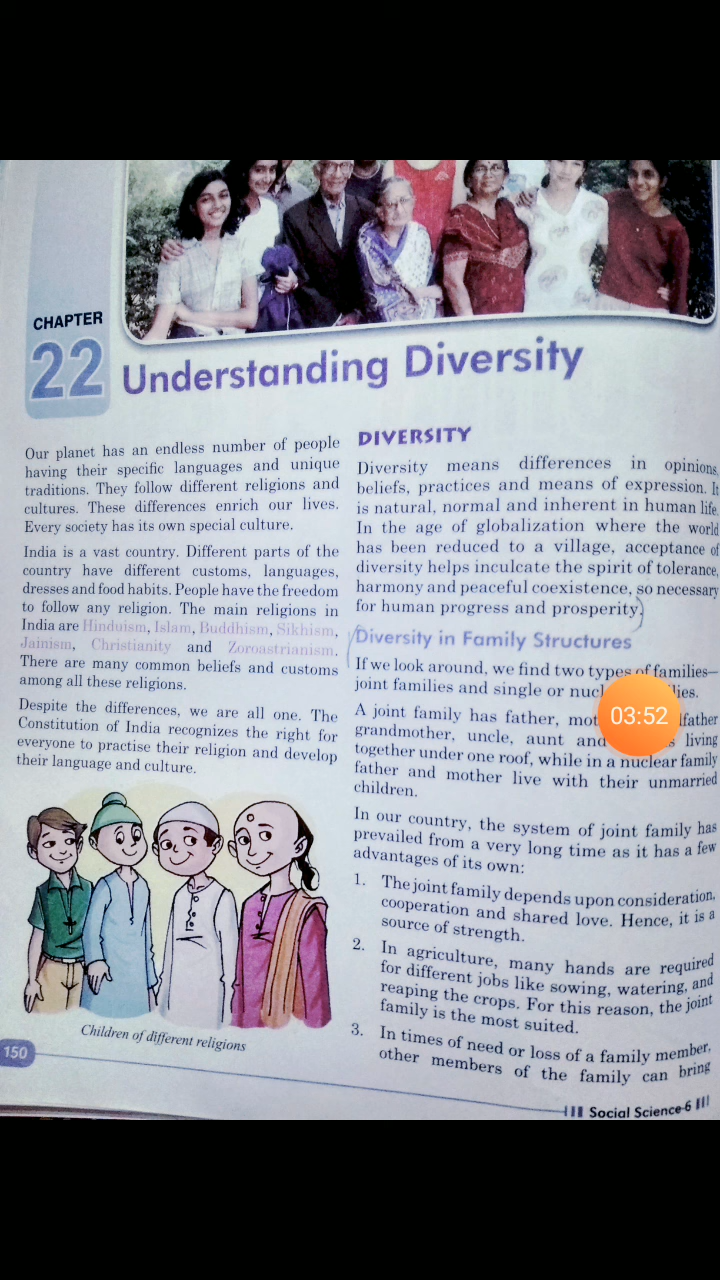 CHAPTER
22
Understanding Diversity
Our planet has an endless number of people
having their specific languages and unique
traditions. They follow different religions and
cultures. These differences enrich our lives.
Every society has its own special culture.
India is a vast country. Different parts of the
country have different customs, languages,
dresses and food habits. People have the freedom
to follow any religion. The main religions in
India are Hinduism, Islam, Buddhism, Sikhism,
Jainism, Christianity and Zoroastrianism.
There are many common beliefs and customs
among all these religions.
Despite the differences, we are all one. The
Constitution of India recognizes the right for
everyone to practise their religion and develop
their language and culture.
Children of different religions
150
DIVERSITY
Diversity means differences in opinions,
beliefs, practices and means of expression. It
is natural, normal and inherent in human life.
In the age of globalization where the world
has been reduced to a village, acceptance of
diversity helps inculcate the spirit of tolerance,
harmony and peaceful coexistence, so necessary
for human progress and prosperity.
Diversity in Family Structures
If we look around, we find two types of families—
joint families and single or
A joint family has father,
grandmother, uncle, aunt and living
together under one roof, while in a nuclear family
father and mother live with their unmarried
children.
03:52
In our country, the system of joint family has
prevailed from a very long time as it has a few
advantages of its own:
1. The joint family depends upon consideration,
cooperation and shared love. Hence, it is a
source of strength.
2. In agriculture, many hands are required
for different jobs like sowing, watering, and
reaping the crops. For this reason, the joint
family is the most suited.
3. In times of need or loss of a family member,
other members of the family can bring
Social Science-6